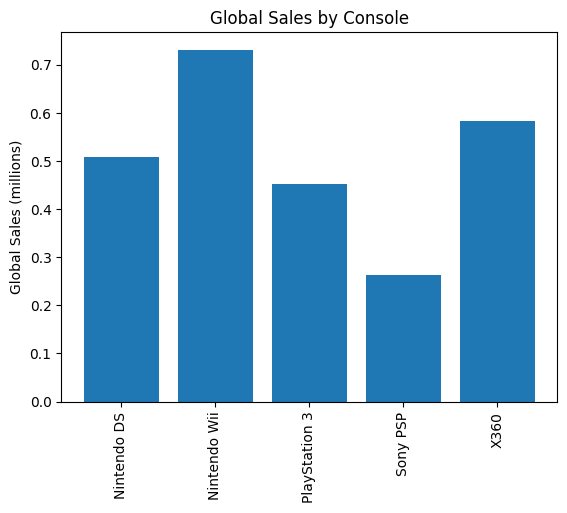 Global Sales by Console
Global Sales (millions)
0.7
0.6
0.5
0.4
0.3
0.2
0.1
0.0
Nintendo DS
Nintendo Wii
PlayStation 3
Sony PSP
X360